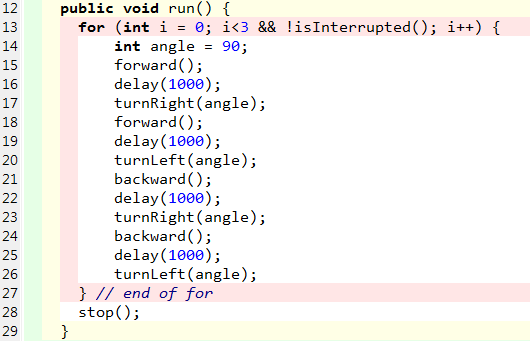 12 public void run() {
13 for (int i = 0; i<3 && !isInterrupted(); i++) {
14 int angle = 90;
15 forward();
16 delay(1000);
17 turnRight(angle);
18 forward();
19 delay(1000);
20 turnLeft(angle);
21 backward();
22 delay(1000);
23 turnRight(angle);
24 backward();
25 delay(1000);
26 turnLeft(angle);
27 } // end of for
28 stop();
29 }